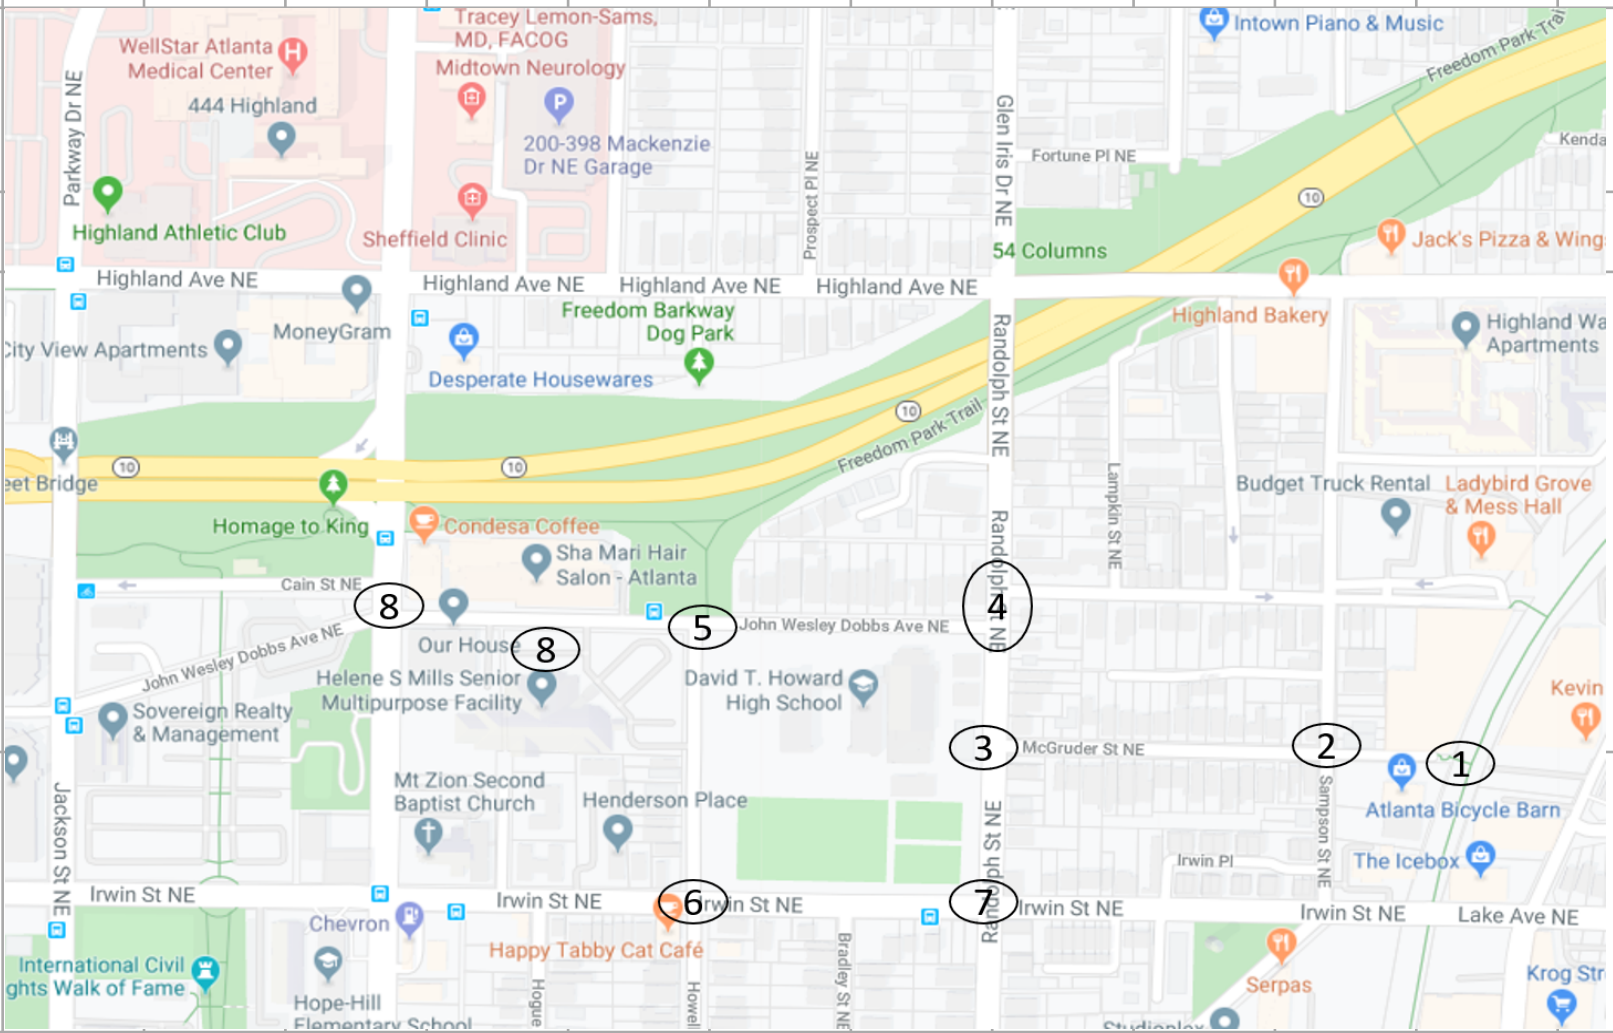 Tracey Lemon-Sams,
MD, FACOG
Intown Piano & Music
Freedom Park Trai
WellStar Atlanta
Medical Center
Midtown Neurology
444 Highland
Parkway Dr NE
P
H
200-398 Mackenzie
Dr NE Garage
Glen Iris Dr NE
Fortune Pl NE
Kenda
Prospect Pl NE
10
Highland Athletic Club
Sheffield Clinic
54 Columns
Jack's Pizza & Wing
Highland Ave NE
Highland Ave NE
Highland Ave NE
Highland Ave NE
Freedom Barkway
Dog Park
MoneyGram
Highland Bakery
Highland Wa
Apartments
City View Apartments
Desperate Housewares
Randolph St NE
10
Freedom Park Trail
10
10
eet Bridge
Lampkin St NE
Budget Truck Rental
Ladybird Grove
& Mess Hall
Homage to King
Condesa Coffee
Sha Mari Hair
Salon - Atlanta
Randolph St NE
Cain St NE
8
4
5
John Wesley Dobbs Ave NE
Our House
8
John Wesley Dobbs Ave NE
Helene S Mills Senior
Multipurpose Facility
David T. Howard
High School
Kevin
Sovereign Realty
& Management
3
McGruder St NE
2
1
Mt Zion Second
Baptist Church
Henderson Place
Sampson St NE
Atlanta Bicycle Barn
Jackson St NE
Randolph St NE
Irwin Pl
The Icebox
Irwin St NE
Irwin St NE
6
Irwin St NE
7
Irwin St NE
Irwin St NE
Lake Ave NE
Chevron
Happy Tabby Cat Café
Bradley St NE
International Civil
ghts Walk of Fame
Hogue
Howell
Serpas
Krog Str
Hope-Hill
Elementary School
Studioplex